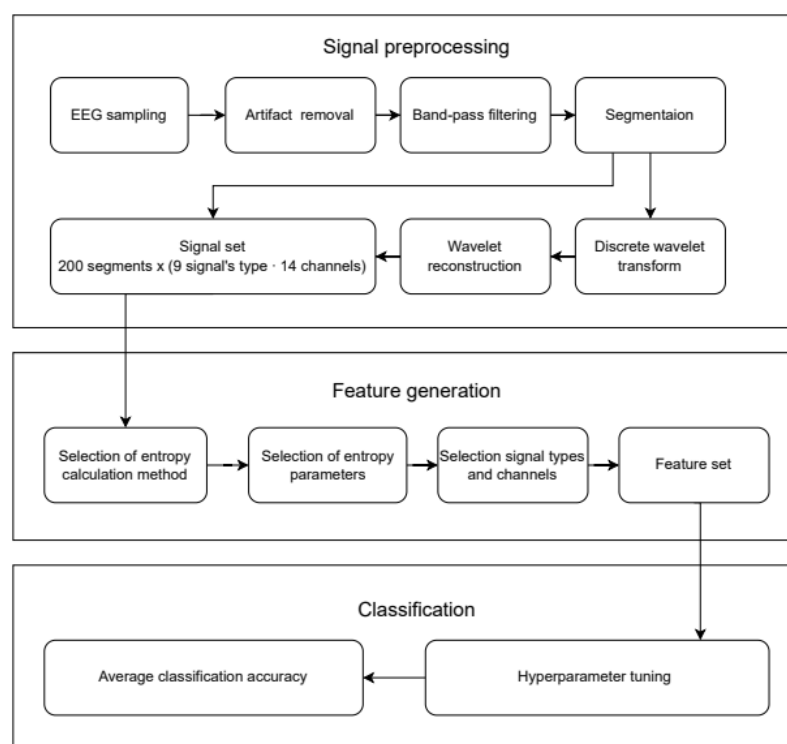 Signal preprocessing
EEG sampling
Artifact removal
Band-pass filtering
Segmentaion
Signal set
200 segments x (9 signal's type · 14 channels)
Wavelet
reconstruction
Discrete wavelet
transform
Feature generation
Selection of entropy
calculation method
Selection of entropy
parameters
Selection signal types
and channels
Feature set
Classification
Average classification accuracy
Hyperparameter tuning